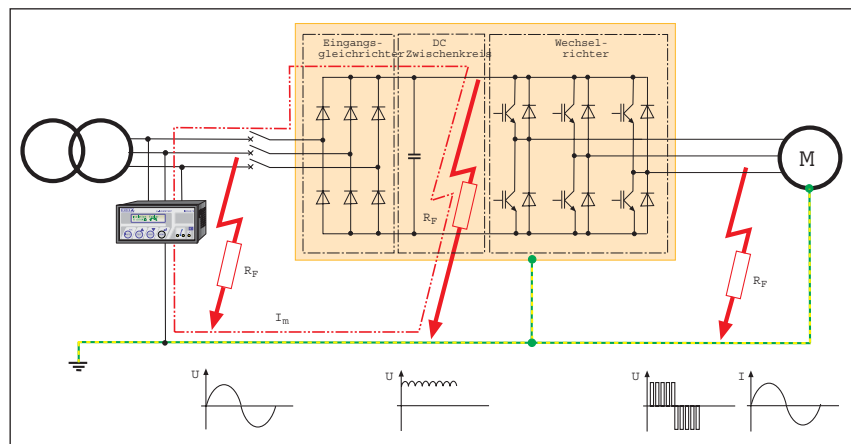 Eingangs-
gleichrichter
DC
Zwischenkreis
Wechsel-
richter
M
R_F
R_F
R_F
I_m
U
U
U
I